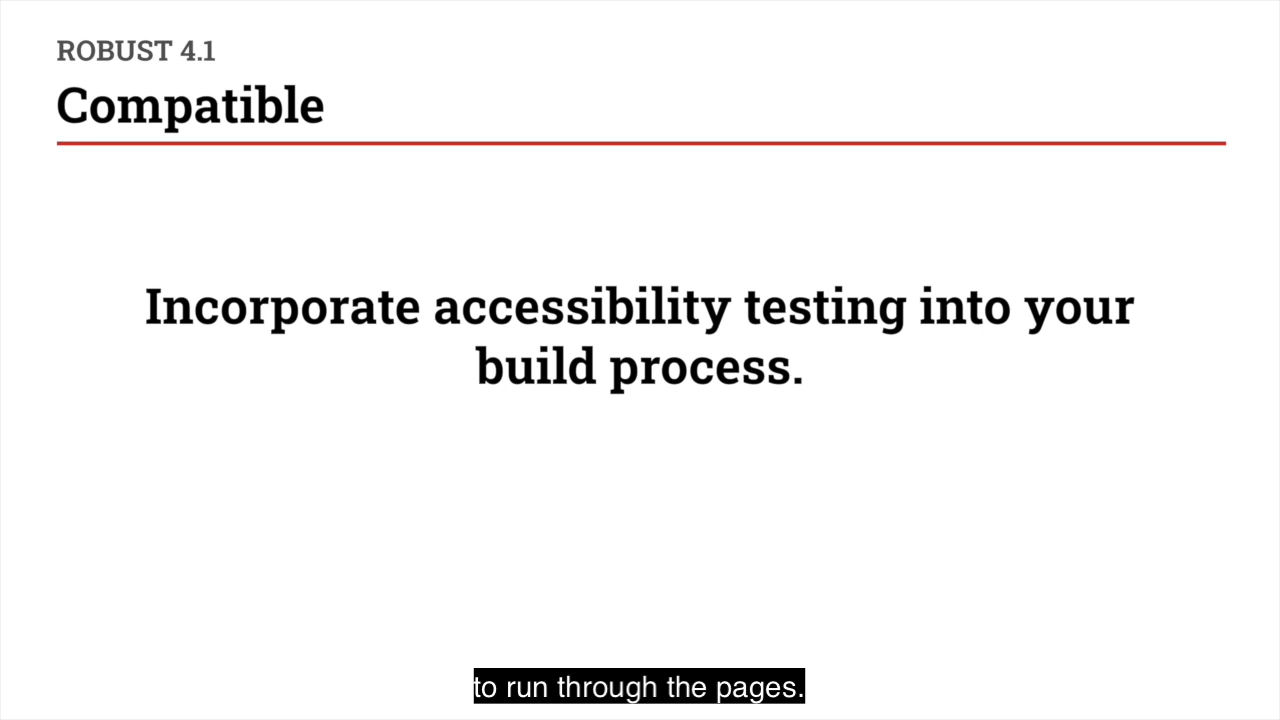 ROBUST 4.1
Compatible
Incorporate accessibility testing into your
build process.
to run through the pages.